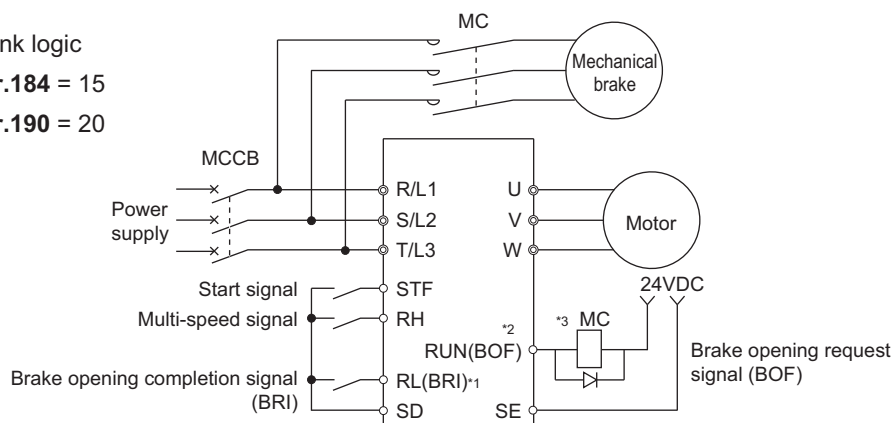 nk logic
r.184 = 15
r.190 = 20
MC
Mechanical
brake
MCCB
R/L1
S/L2
T/L3
U
V
W
Motor
Power
supply
24VDC
Start signal
STF
Multi-speed signal
RH
*2
*3 MC
RUN(BOF)
Brake opening request
signal (BOF)
Brake opening completion signal
(BRI)
RL(BRI)*1
SD
SE